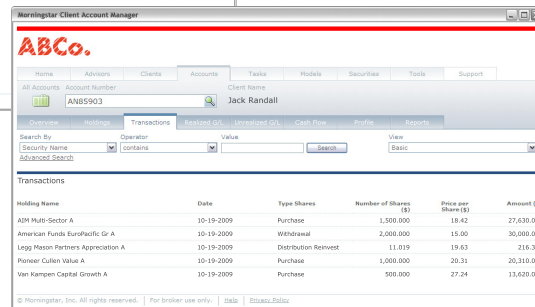 Morningstar Client Account Manager
ABCo.
Home Advisors Clients Accounts Tasks Models Securities Tools Support
All Accounts Account Number Client Name
AN85903 Jack Randall
Overview Holdings Transactions Realized G/L Unrealized G/L Cash Flow Profile Reports
Search By Operator Value View
Security Name contains Search Basic
Advanced Search
Transactions
Holding Name Date Type Shares Number of Shares ($) Price per Share ($) Amount (
AIM Multi-Sector A 10-19-2009 Purchase 1,500.000 18.42 27,630.0
American Funds EuroPacific Gr A 10-19-2009 Withdrawal 2,000.000 15.00 30,000.0
Legg Mason Partners Appreciation A 10-19-2009 Distribution Reinvest 11.019 19.63 216.3
Pioneer Cullen Value A 10-19-2009 Purchase 1,000.000 20.31 20,310.0
Van Kampen Capital Growth A 10-19-2009 Purchase 500.000 27.24 13,620.0
© Morningstar, Inc. All rights reserved. For broker use only. Help Privacy Policy